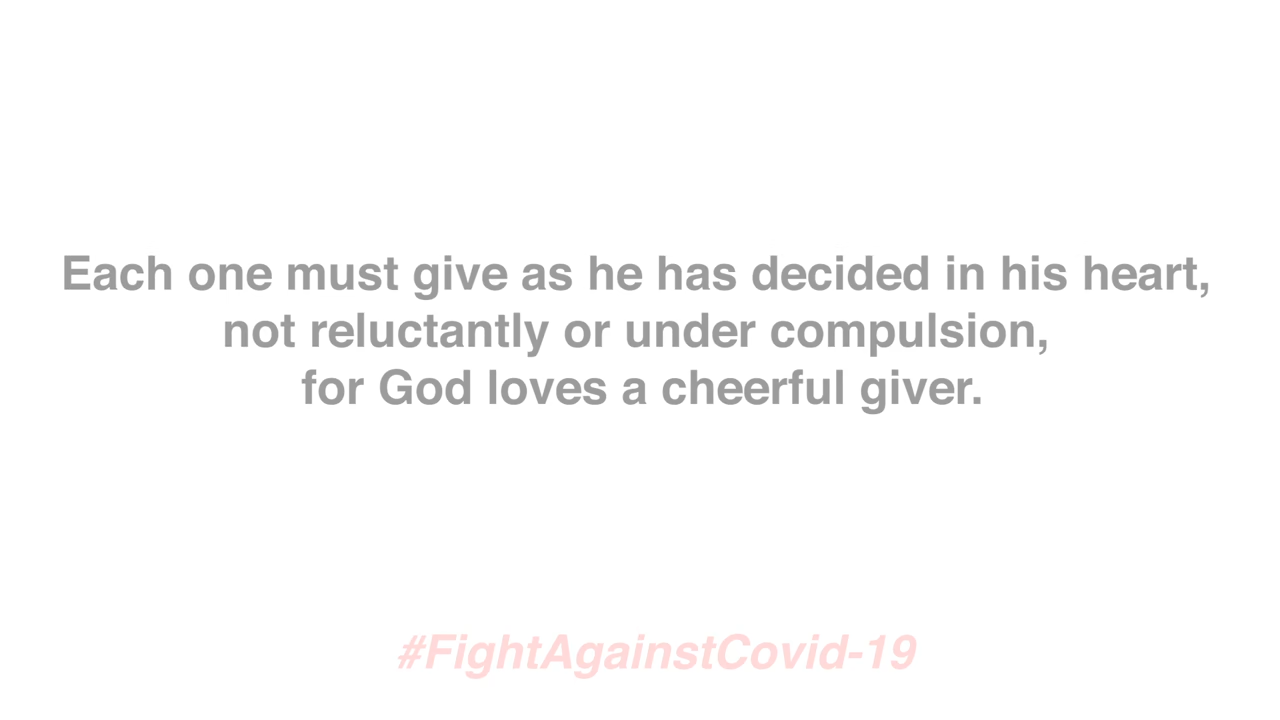 Each one must give as he has decided in his heart,
not reluctantly or under compulsion,
for God loves a cheerful giver.
#FightAgainstCovid-19